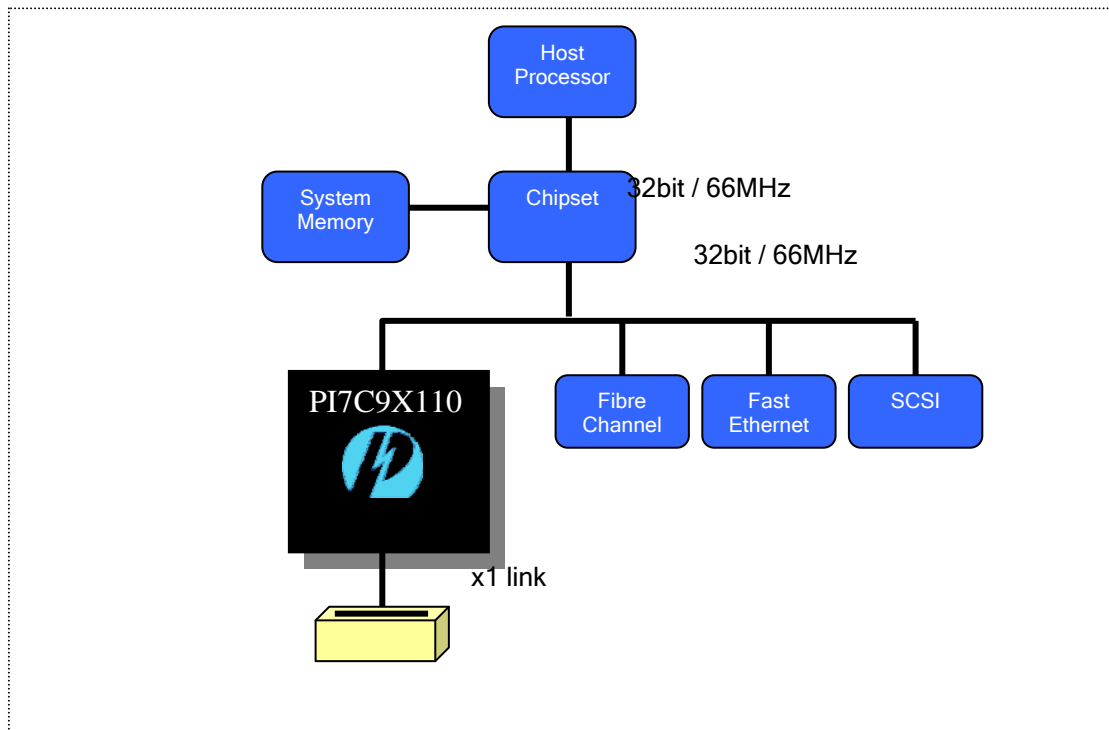 Host
Processor
System
Memory
Chipset
32bit / 66MHz
32bit / 66MHz
PI7C9X110
Fibre
Channel
Fast
Ethernet
SCSI
x1 link